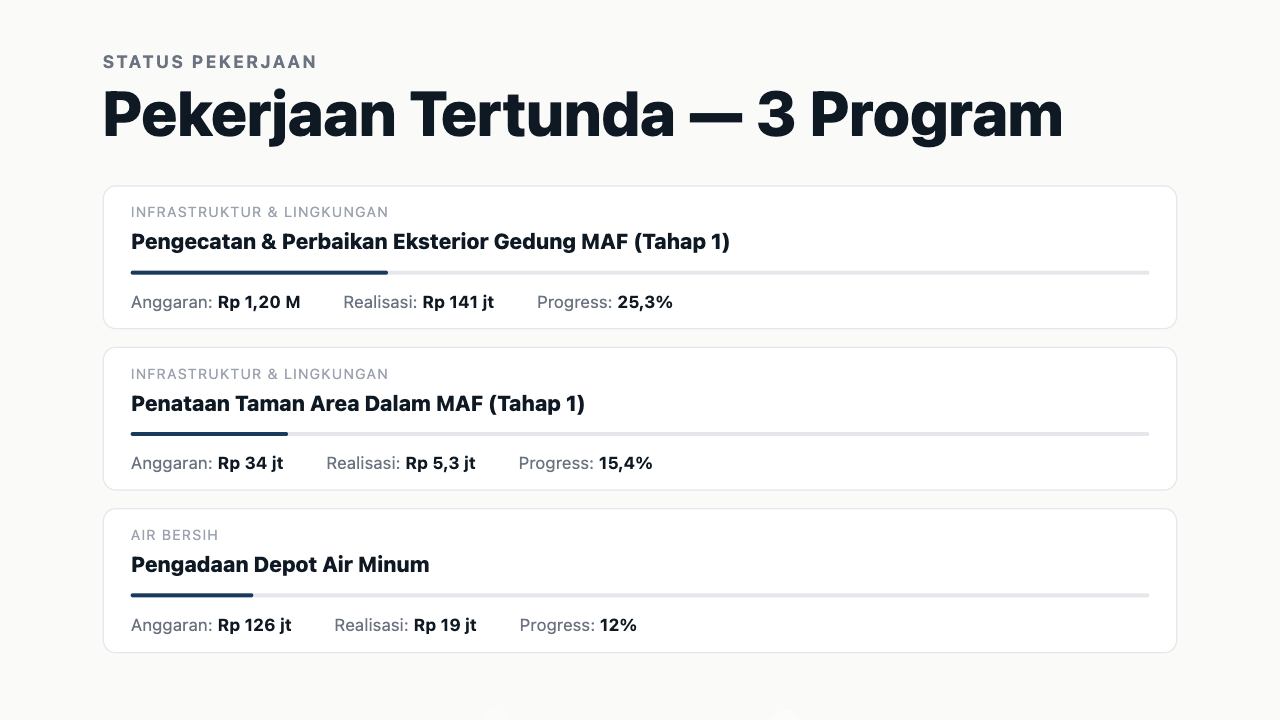 STATUS PEKERJAAN
Pekerjaan Tertunda — 3 Program
INFRASTRUKTUR & LINGKUNGAN
Pengecatan & Perbaikan Eksterior Gedung MAF (Tahap 1)
Anggaran: Rp 1,20 M Realisasi: Rp 141 jt Progress: 25,3%
INFRASTRUKTUR & LINGKUNGAN
Penataan Taman Area Dalam MAF (Tahap 1)
Anggaran: Rp 34 jt Realisasi: Rp 5,3 jt Progress: 15,4%
AIR BERSIH
Pengadaan Depot Air Minum
Anggaran: Rp 126 jt Realisasi: Rp 19 jt Progress: 12%